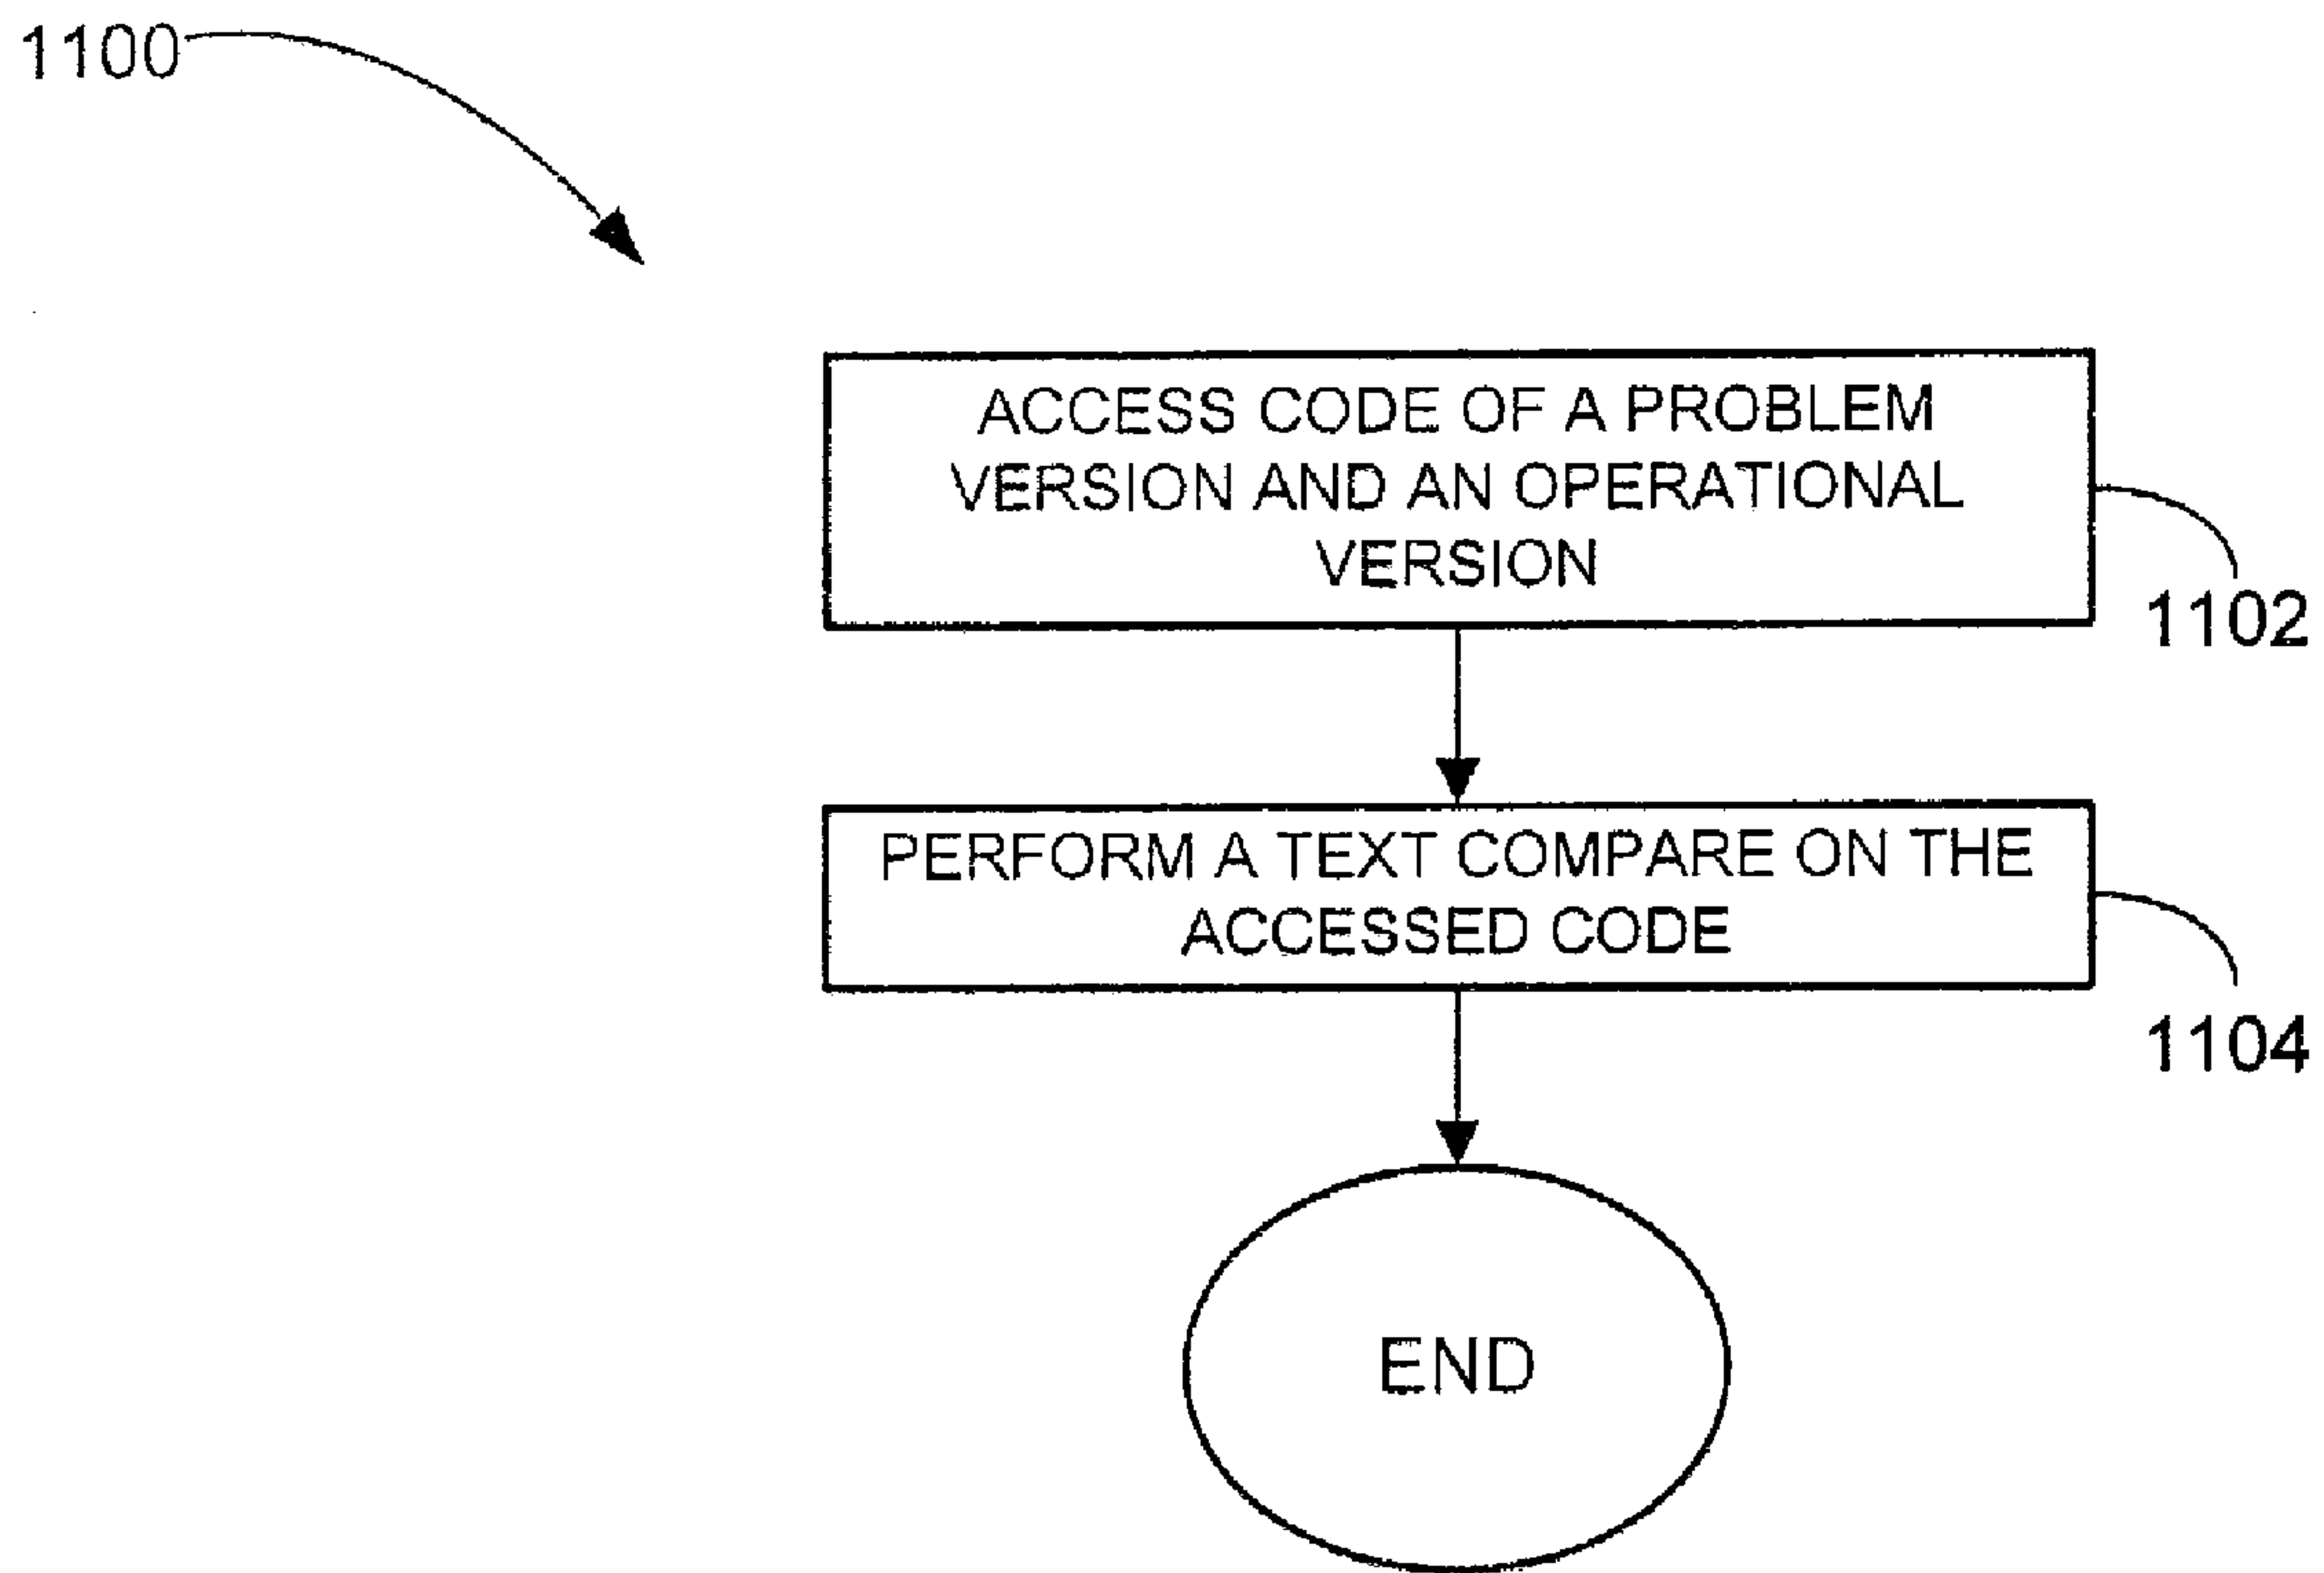 1100
ACCESS CODE OF A PROBLEM
VERSION AND AN OPERATIONAL
VERSION
1102
PERFORM A TEXT COMPARE ON THE
ACCESSED CODE
1104
END